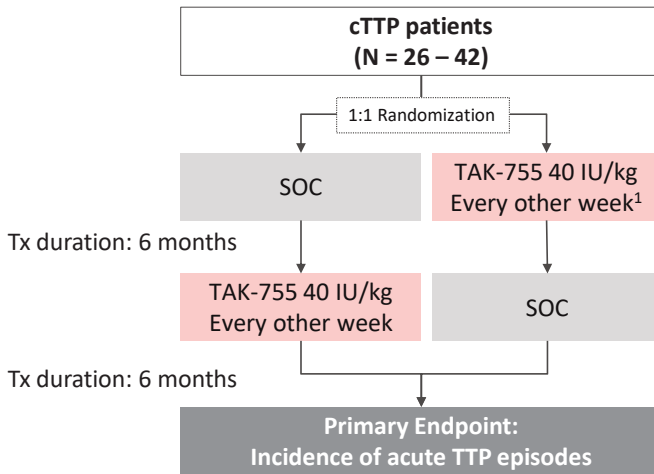 cTTP patients
(N = 26 – 42)
1:1 Randomization
SOC
TAK-755 40 IU/kg
Every other week¹
Tx duration: 6 months
TAK-755 40 IU/kg
Every other week
SOC
Tx duration: 6 months
Primary Endpoint:
Incidence of acute TTP episodes